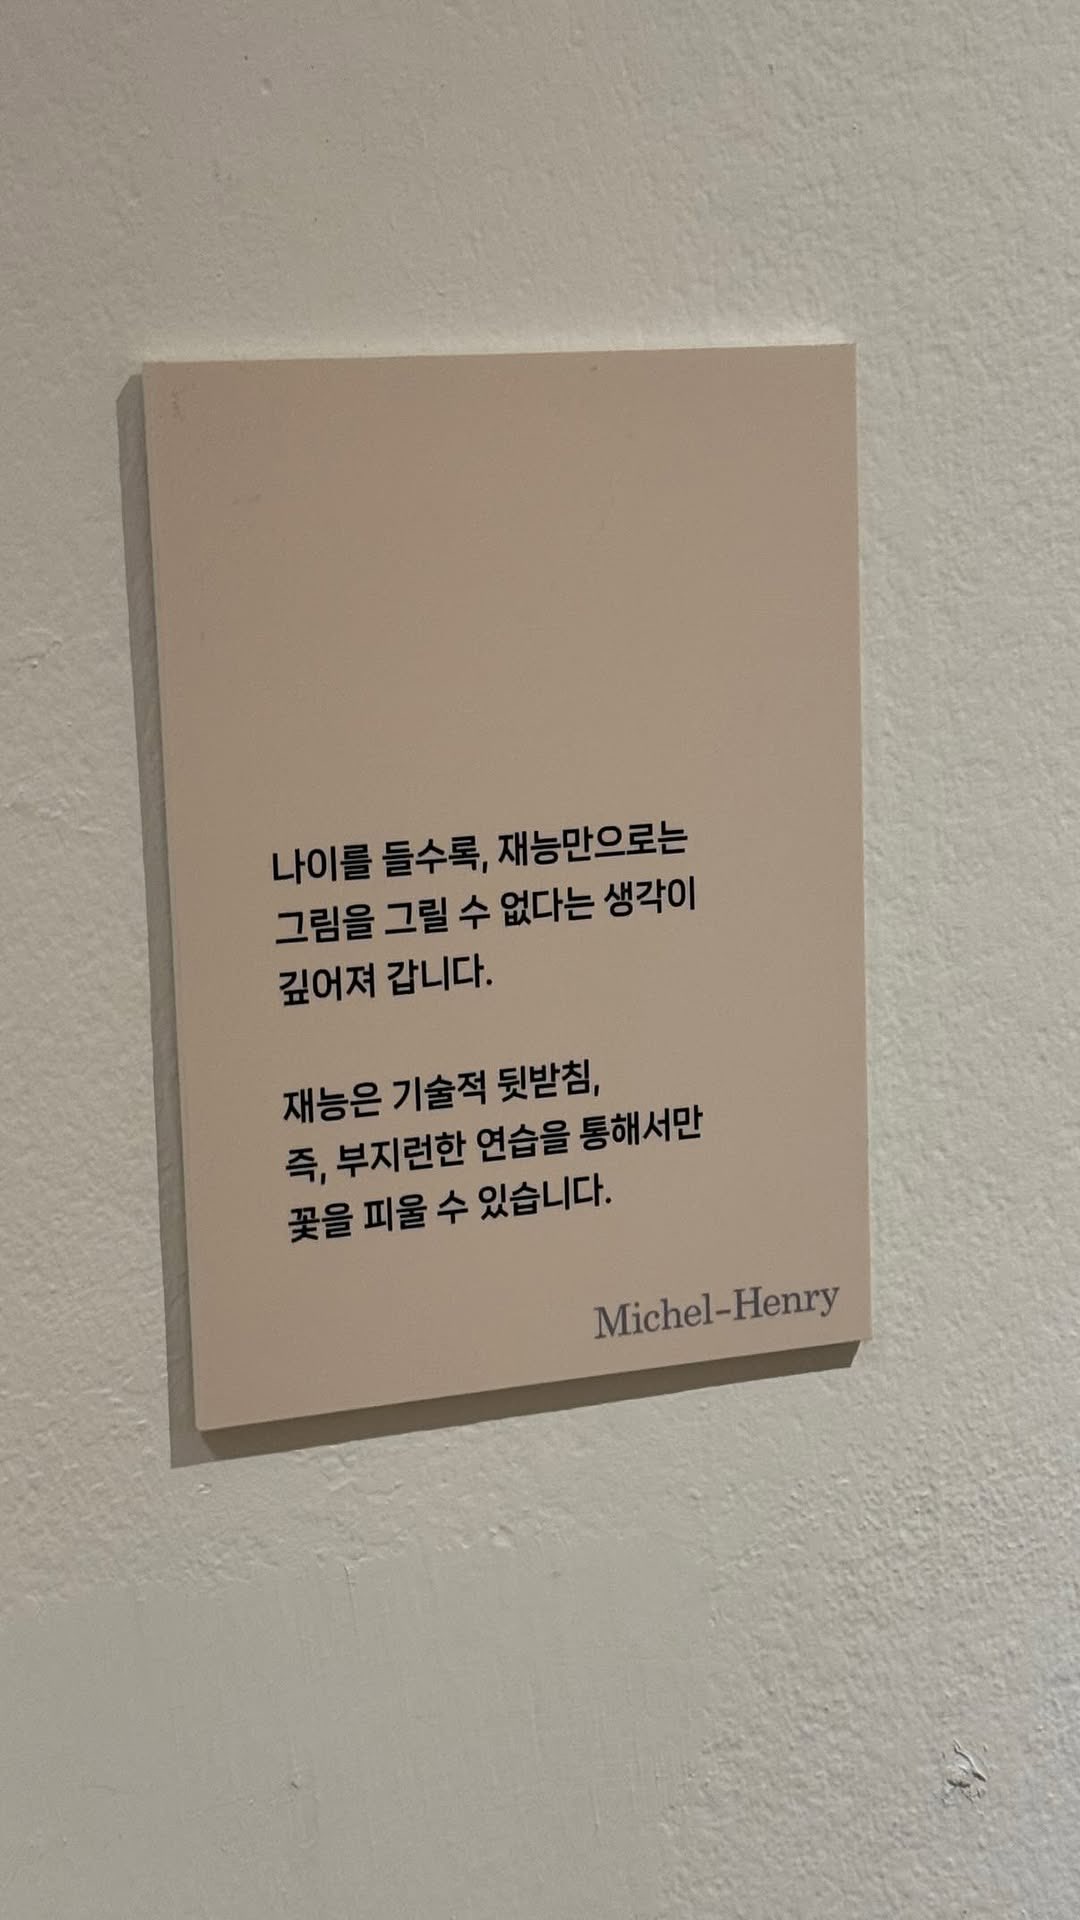 나이를 들수록, 재능만으로는
그림을 그릴 수 없다는 생각이
깊어져 갑니다.
재능은 기술적 뒷받침,
즉, 부지런한 연습을 통해서만
꽃을 피울 수 있습니다.
Michel-Henry